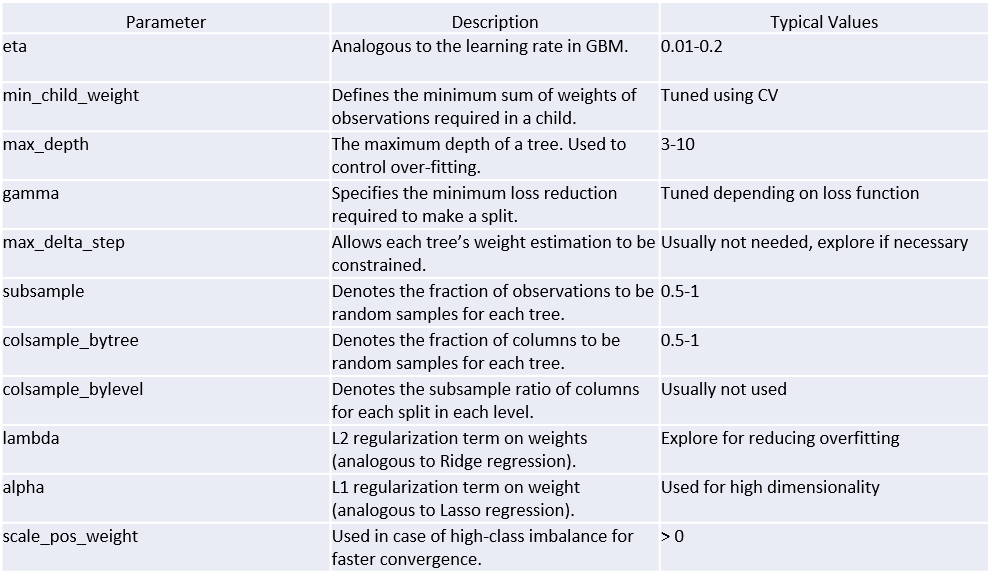 Parameter Description Typical Values
eta Analogous to the learning rate in GBM. 0.01-0.2
min_child_weight Defines the minimum sum of weights of Tuned using CV
observations required in a child.
max_depth The maximum depth of a tree. Used to 3-10
control over-fitting.
gamma Specifies the minimum loss reduction Tuned depending on loss function
required to make a split.
max_delta_step Allows each tree’s weight estimation to be Usually not needed, explore if necessary
constrained.
subsample Denotes the fraction of observations to be 0.5-1
random samples for each tree.
colsample_bytree Denotes the fraction of columns to be 0.5-1
random samples for each tree.
colsample_bylevel Denotes the subsample ratio of columns Usually not used
for each split in each level.
lambda L2 regularization term on weights Explore for reducing overfitting
(analogous to Ridge regression).
alpha L1 regularization term on weight Used for high dimensionality
(analogous to Lasso regression).
scale_pos_weight Used in case of high-class imbalance for > 0
faster convergence.